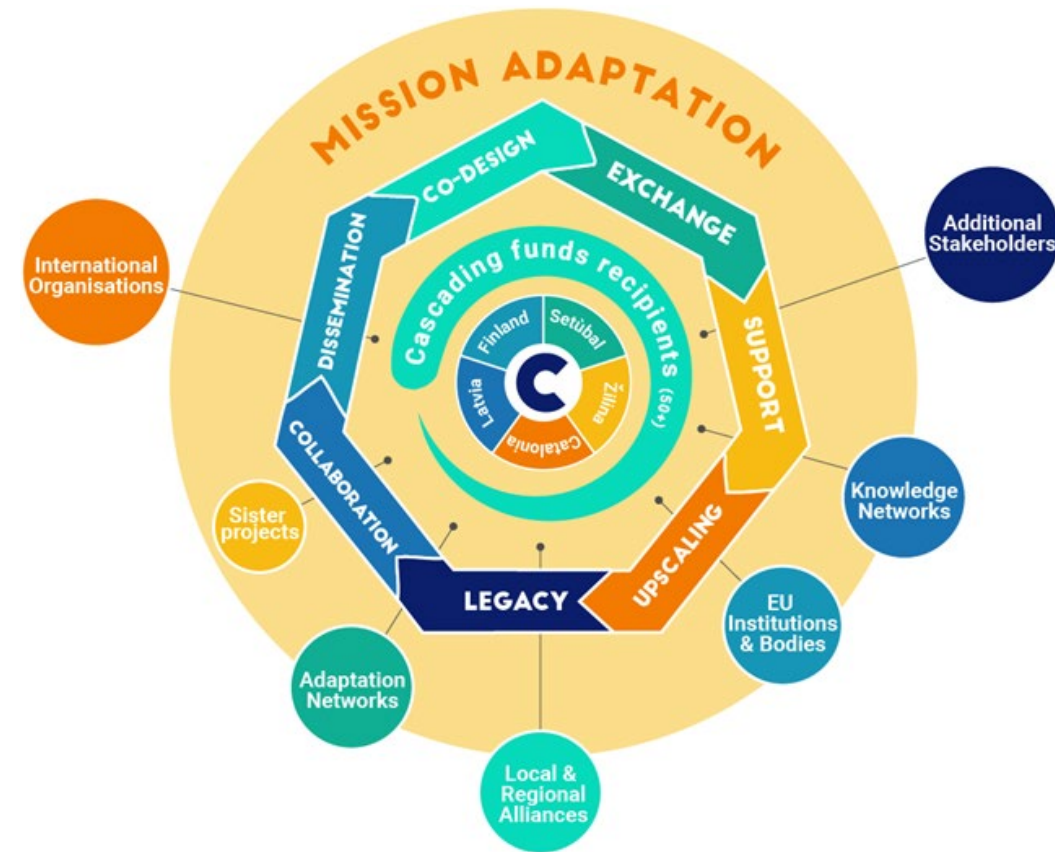 MISSION ADAPTATION
CO-DESIGN
EXCHANGE
SUPPORT
UPSCALING
LEGACY
COLLABORATION
DISSEMINATION
Cascading funds recipients (50+)
Finland
Setùbal
Žilina
Catalonia
Latvia
C
International
Organisations
Additional
Stakeholders
Knowledge
Networks
EU
Institutions
& Bodies
Local &
Regional
Alliances
Adaptation
Networks
Sister
projects